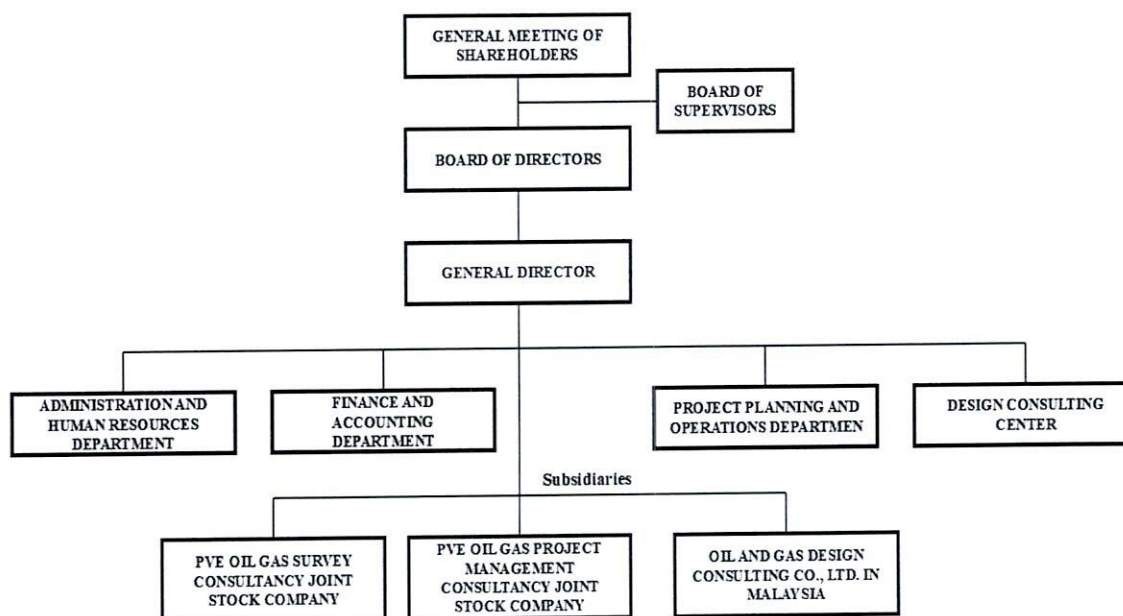 GENERAL MEETING OF
SHAREHOLDERS
BOARD OF
SUPERVISORS
BOARD OF DIRECTORS
GENERAL DIRECTOR
ADMINISTRATION AND
HUMAN RESOURCES
DEPARTMENT
FINANCE AND
ACCOUNTING
DEPARTMENT
PROJECT PLANNING AND
OPERATIONS DEPARTMEN
DESIGN CONSULTING
CENTER
Subsidiaries
PVE OIL GAS SURVEY
CONSULTANCY JOINT
STOCK COMPANY
PVE OIL GAS PROJECT
MANAGEMENT
CONSULTANCY JOINT
STOCK COMPANY
OIL AND GAS DESIGN
CONSULTING CO., LTD. IN
MALAYSIA